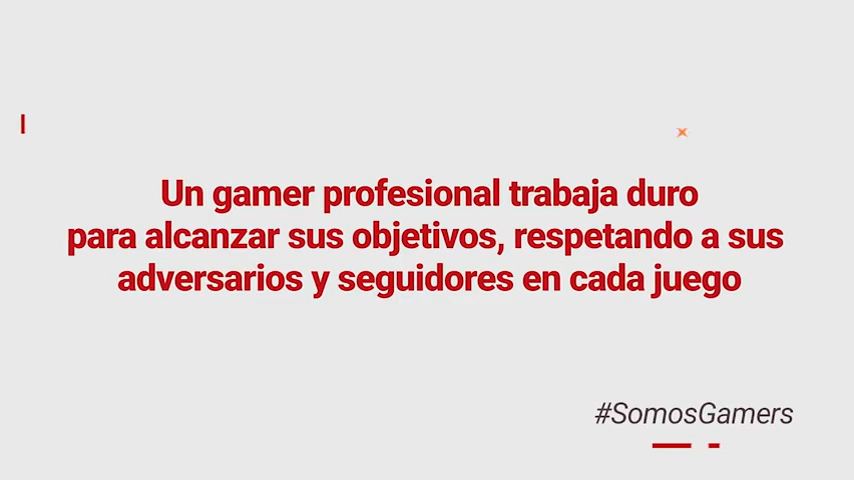 Un gamer profesional trabaja duro
para alcanzar sus objetivos, respetando a sus
adversarios y seguidores en cada juego
#SomosGamers